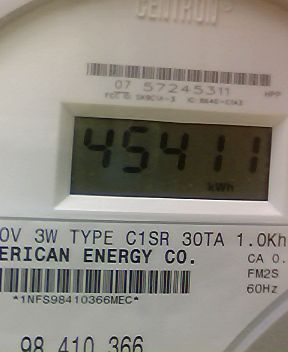 CENTRON
07 57245311
HPP
45411
kWh
0V 3W TYPE C1SR 30TA 1.0Kh
ERICAN ENERGY CO.
CA 0.
FM2S
60Hz
*1NFS98410366MEC*
98 410 366